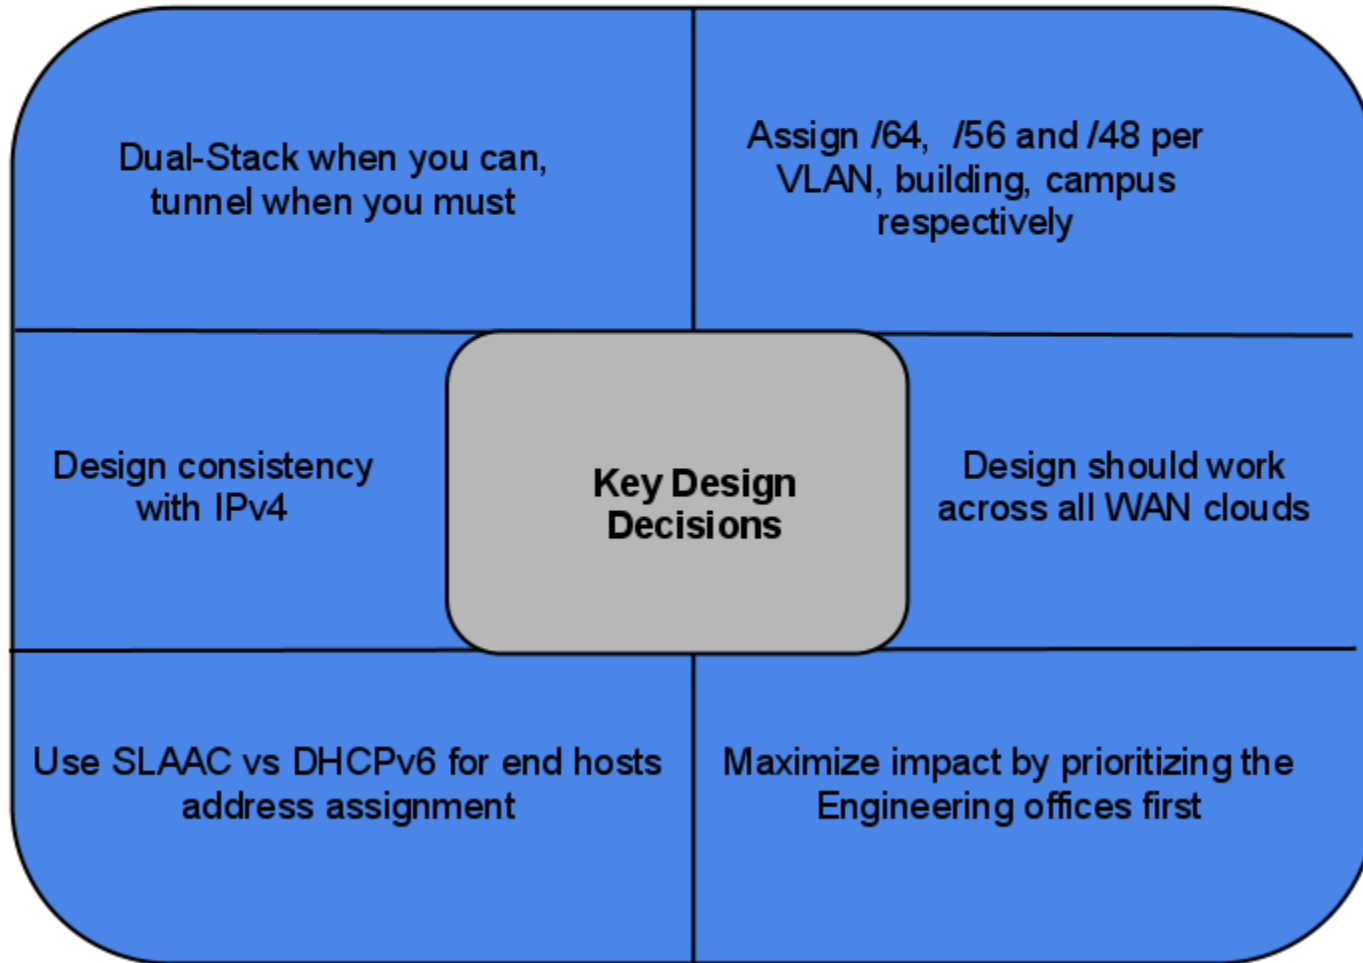 Dual-Stack when you can,
tunnel when you must
Assign /64, /56 and /48 per
VLAN, building, campus
respectively
Design consistency
with IPv4
Key Design
Decisions
Design should work
across all WAN clouds
Use SLAAC vs DHCPv6 for end hosts
address assignment
Maximize impact by prioritizing the
Engineering offices first